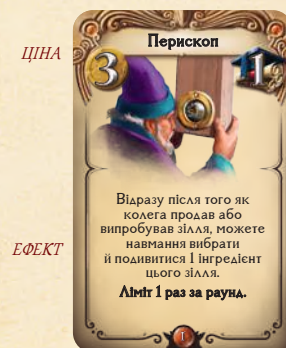 Перископ
ЦІНА
3
1
Відразу після того як
колега продав або
випробував зілля, можете
навмання вибрати
й подивитися 1 інгредієнт
цього зілля.
ЕФЕКТ
Ліміт 1 раз за раунд.
I